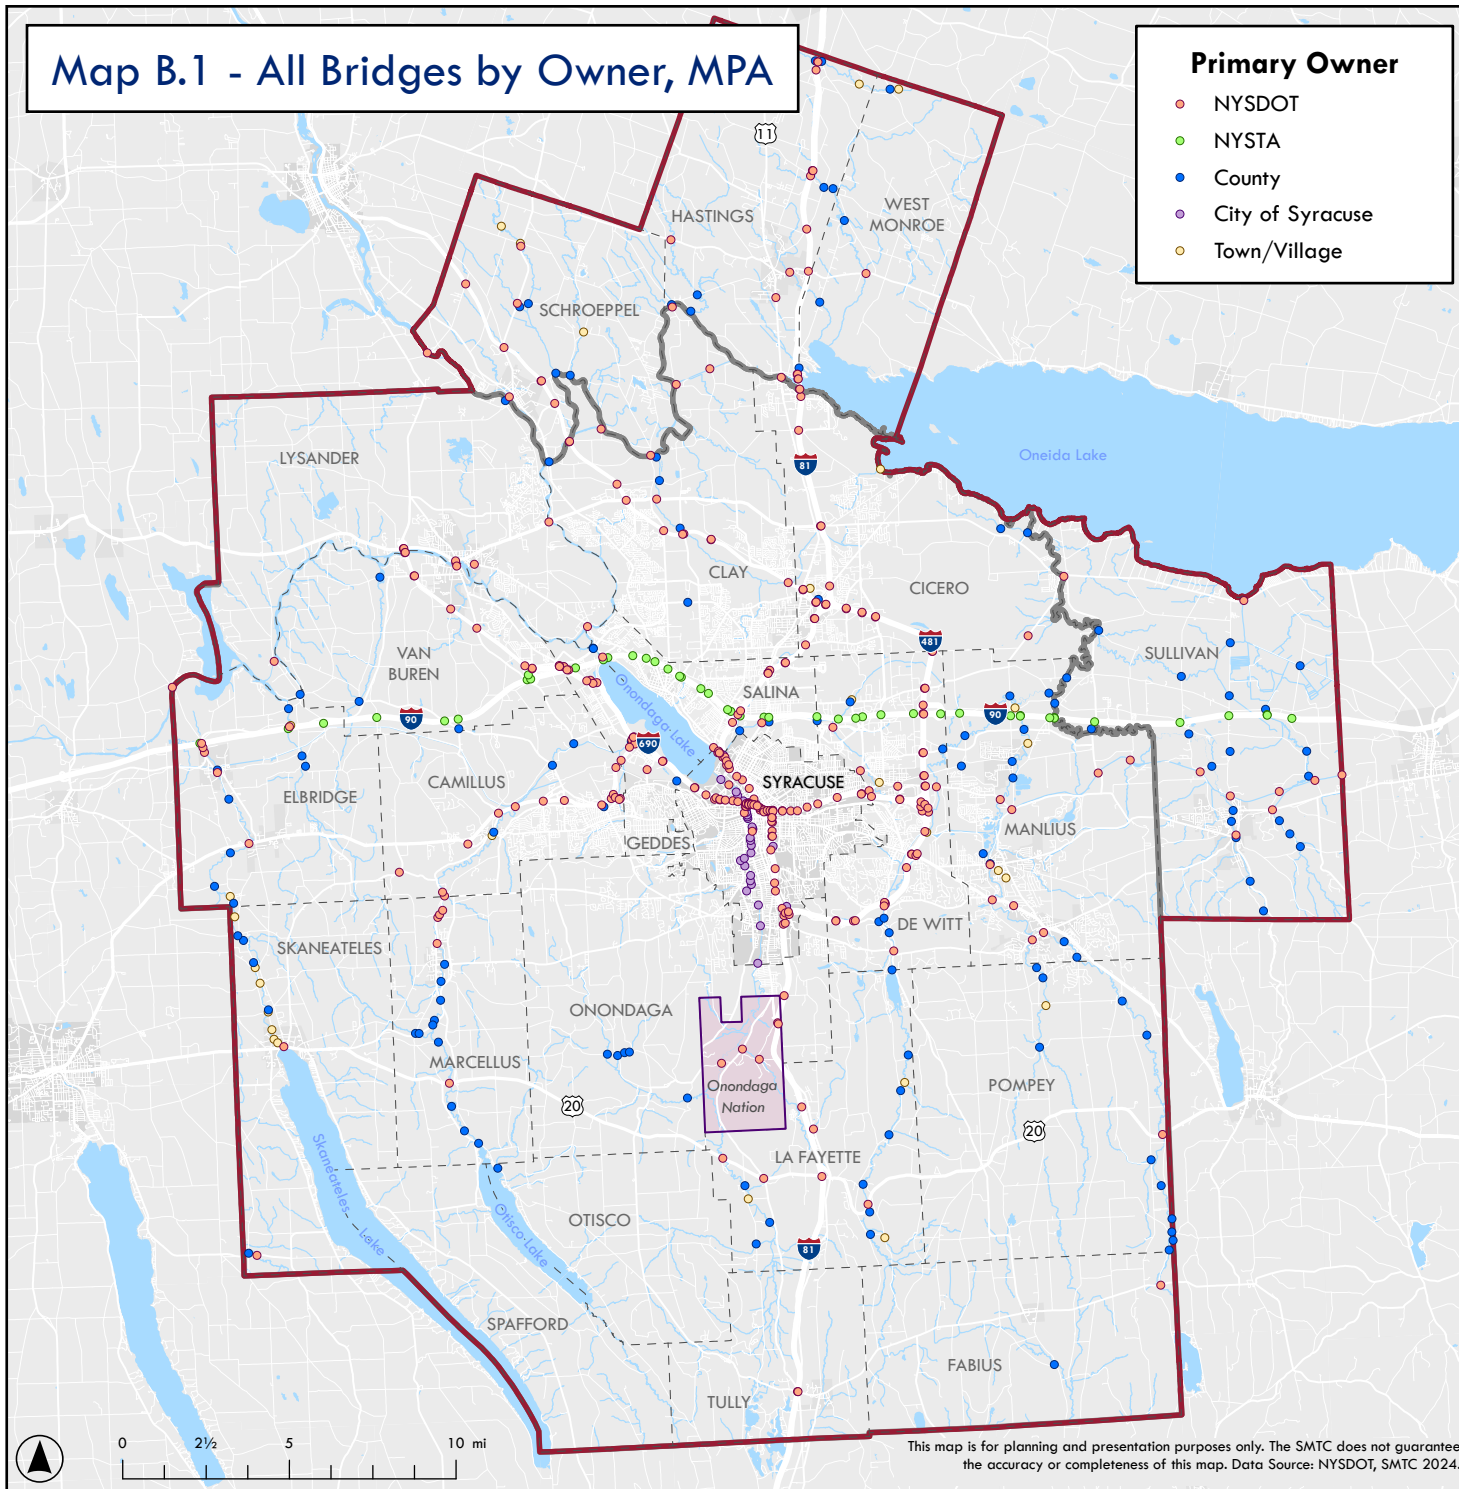 Map B.1 - All Bridges by Owner, MPA
Primary Owner
NYSDOT
NYSTA
County
City of Syracuse
Town/Village
11
HASTINGS
WEST
MONROE
SCHROEPPEL
LYSANDER
81
Oneida Lake
CLAY
CICERO
481
VAN
BUREN
SULLIVAN
SALINA
Onondaga Lake
90
90
690
CAMILLUS
SYRACUSE
ELBRIDGE
MANLIUS
GEDDES
DE WITT
SKANEATELES
ONONDAGA
MARCELLUS
POMPEY
Onondaga
Nation
20
20
LA FAYETTE
Skaneateles Lake
Otisco Lake
OTISCO
81
SPAFFORD
FABIUS
TULLY
0 2½ 5 10 mi
This map is for planning and presentation purposes only. The SMTC does not guarantee
the accuracy or completeness of this map. Data Source: NYSDOT, SMTC 2024.